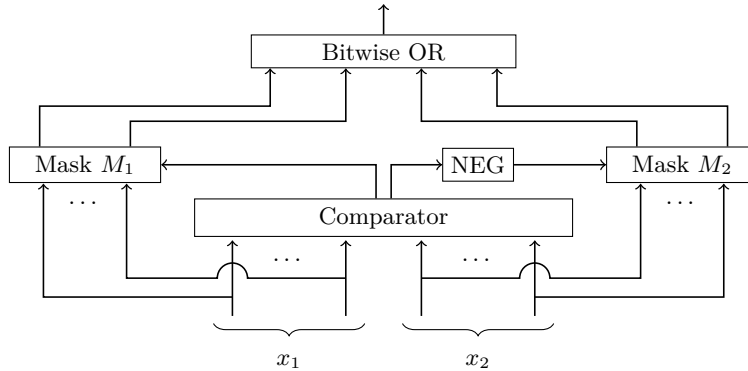 Bitwise OR
Mask M₁
NEG
Mask M₂
...
...
Comparator
...
...
x₁
x₂